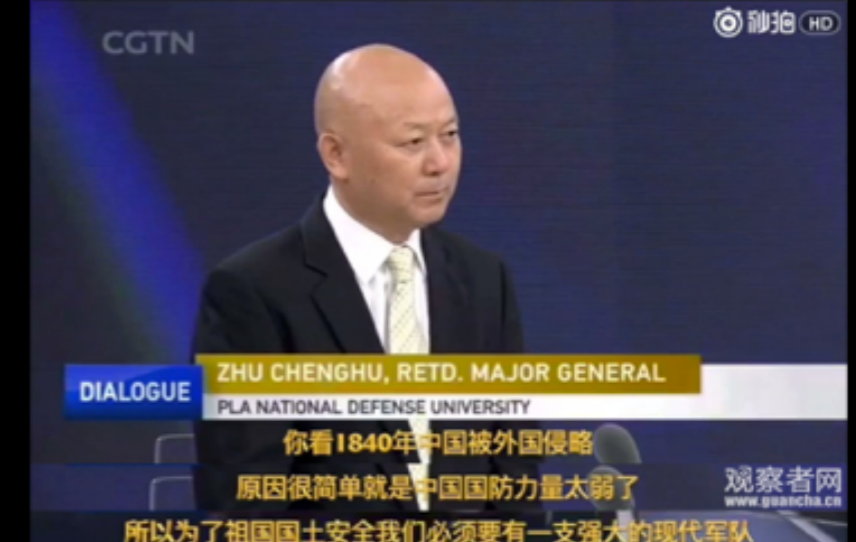 CGTN
秒拍 HD
ZHU CHENGHU, RETD. MAJOR GENERAL
DIALOGUE
PLA NATIONAL DEFENSE UNIVERSITY
你看1840年中国被外国侵略
原因很简单就是中国国防力量太弱了
观察者网
www.guancha.cn
所以为了祖国国土安全我们必须要有一支强大的现代军队